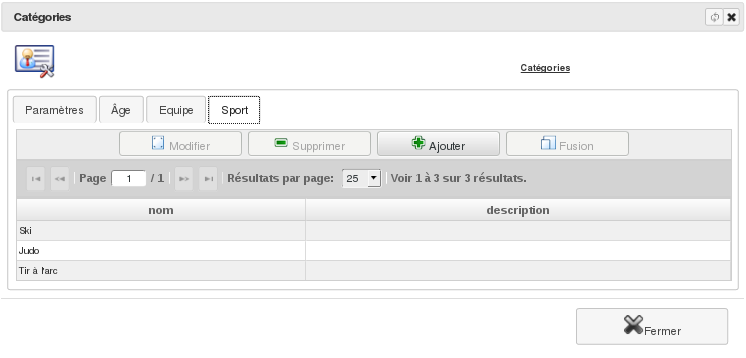 Catégories
Catégories
Paramètres Âge Equipe Sport
Modifier Supprimer Ajouter Fusion
Page 1 / 1 Résultats par page: 25 Voir 1 à 3 sur 3 résultats.
nom description
Ski
Judo
Tir à l'arc
Fermer